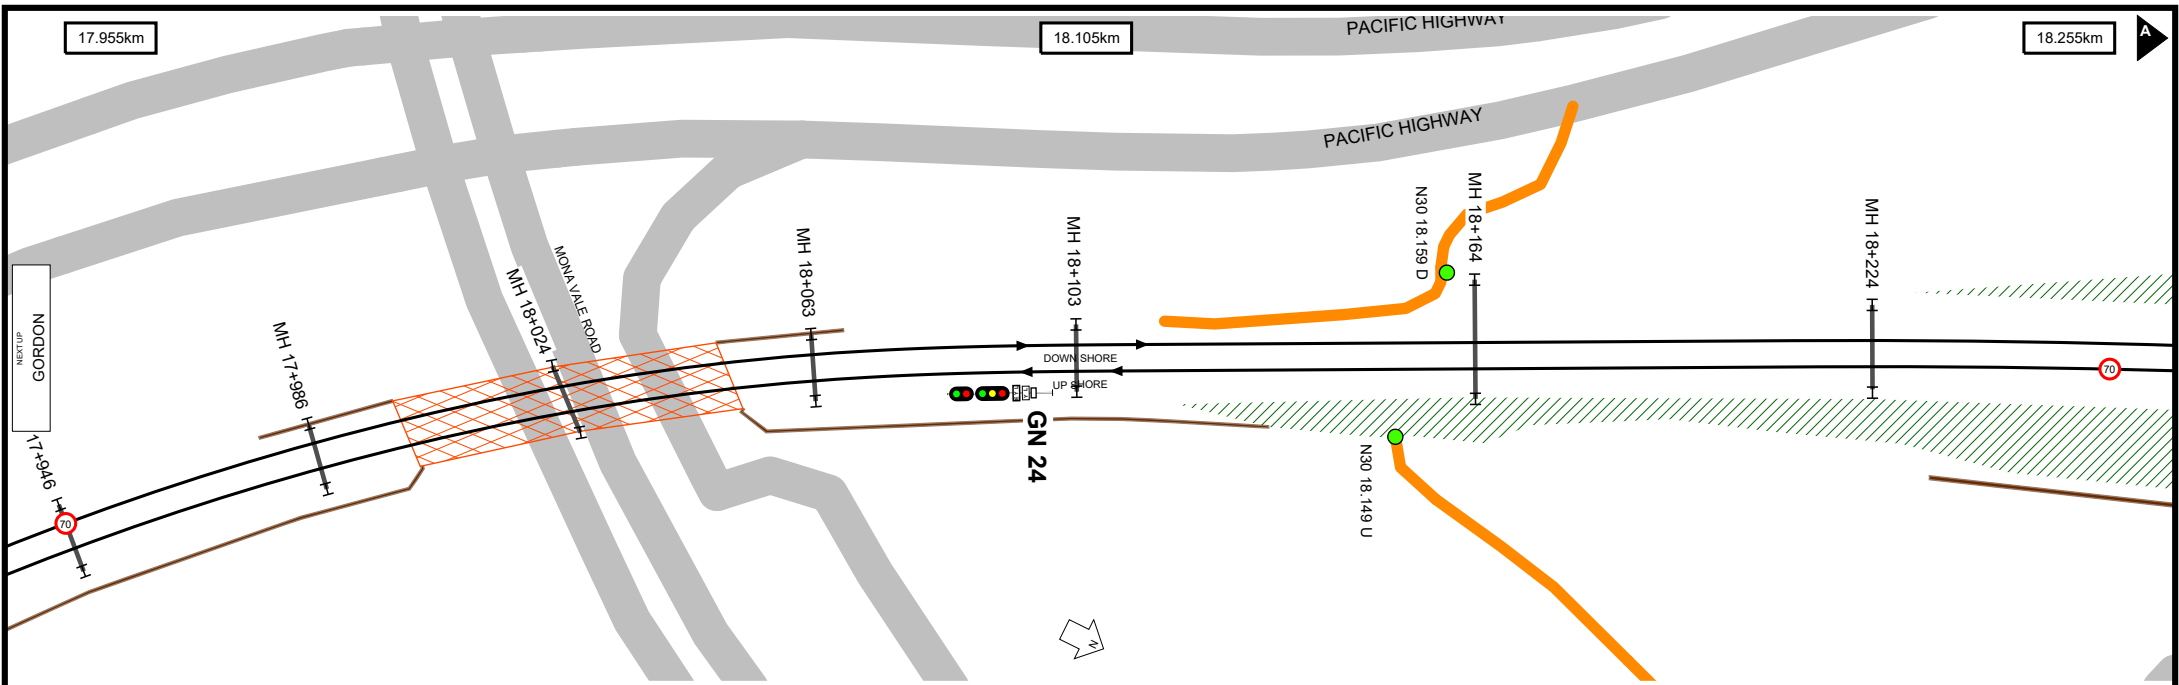 17.955km
18.105km
18.255km
A
PACIFIC HIGHWAY
PACIFIC HIGHWAY
NEXT UP
GORDON
17+946
70
MH 17+986
MH 18+024
MONA VALE ROAD
MH 18+063
MH 18+103
DOWN SHORE
UP SHORE
GN 24
N30 18.159 D
MH 18+164
N30 18.149 U
MH 18+224
70
N